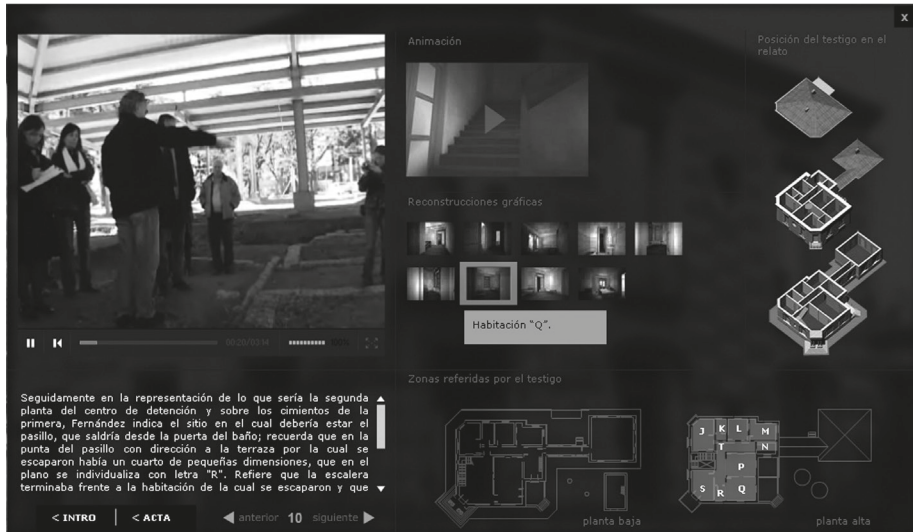 x
Animación
Posición del testigo en el
relato
Reconstrucciones gráficas
Habitación "Q".
100%
Zonas referidas por el testigo
Seguidamente en la representación de lo que sería la segunda
planta del centro de detención y sobre los cimientos de la
primera, Fernández indica el sitio en el cual debería estar el
pasillo, que saldría desde la puerta del baño; recuerda que en la
punta del pasillo con dirección a la terraza por la cual se
escaparon había un cuarto de pequeñas dimensiones, que en el
plano se individualiza con letra "R". Refiere que la escalera
terminaba frente a la habitación de la cual se escaparon y que
J K L M
T N
P
S R Q
planta baja
planta alta
< INTRO | < ACTA
anterior 10 siguiente